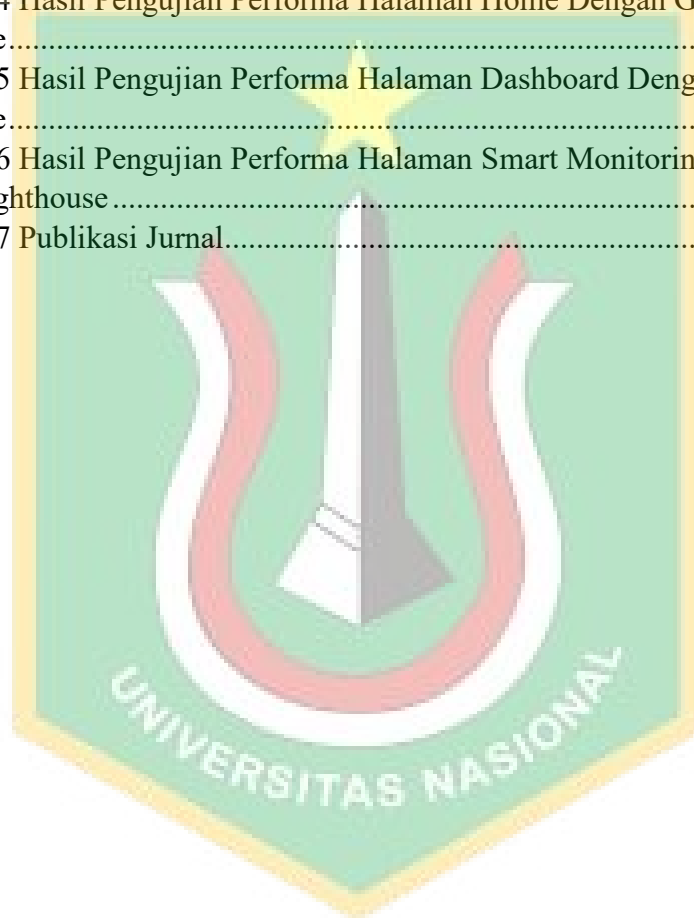 4 Hasil Pengujian Performa Halaman Home Dengan G
e........................................................................................
5 Hasil Pengujian Performa Halaman Dashboard Deng
e........................................................................................
6 Hasil Pengujian Performa Halaman Smart Monitorin
ghthouse...........................................................................
7 Publikasi Jurnal............................................................
UNIVERSITAS NASIONAL